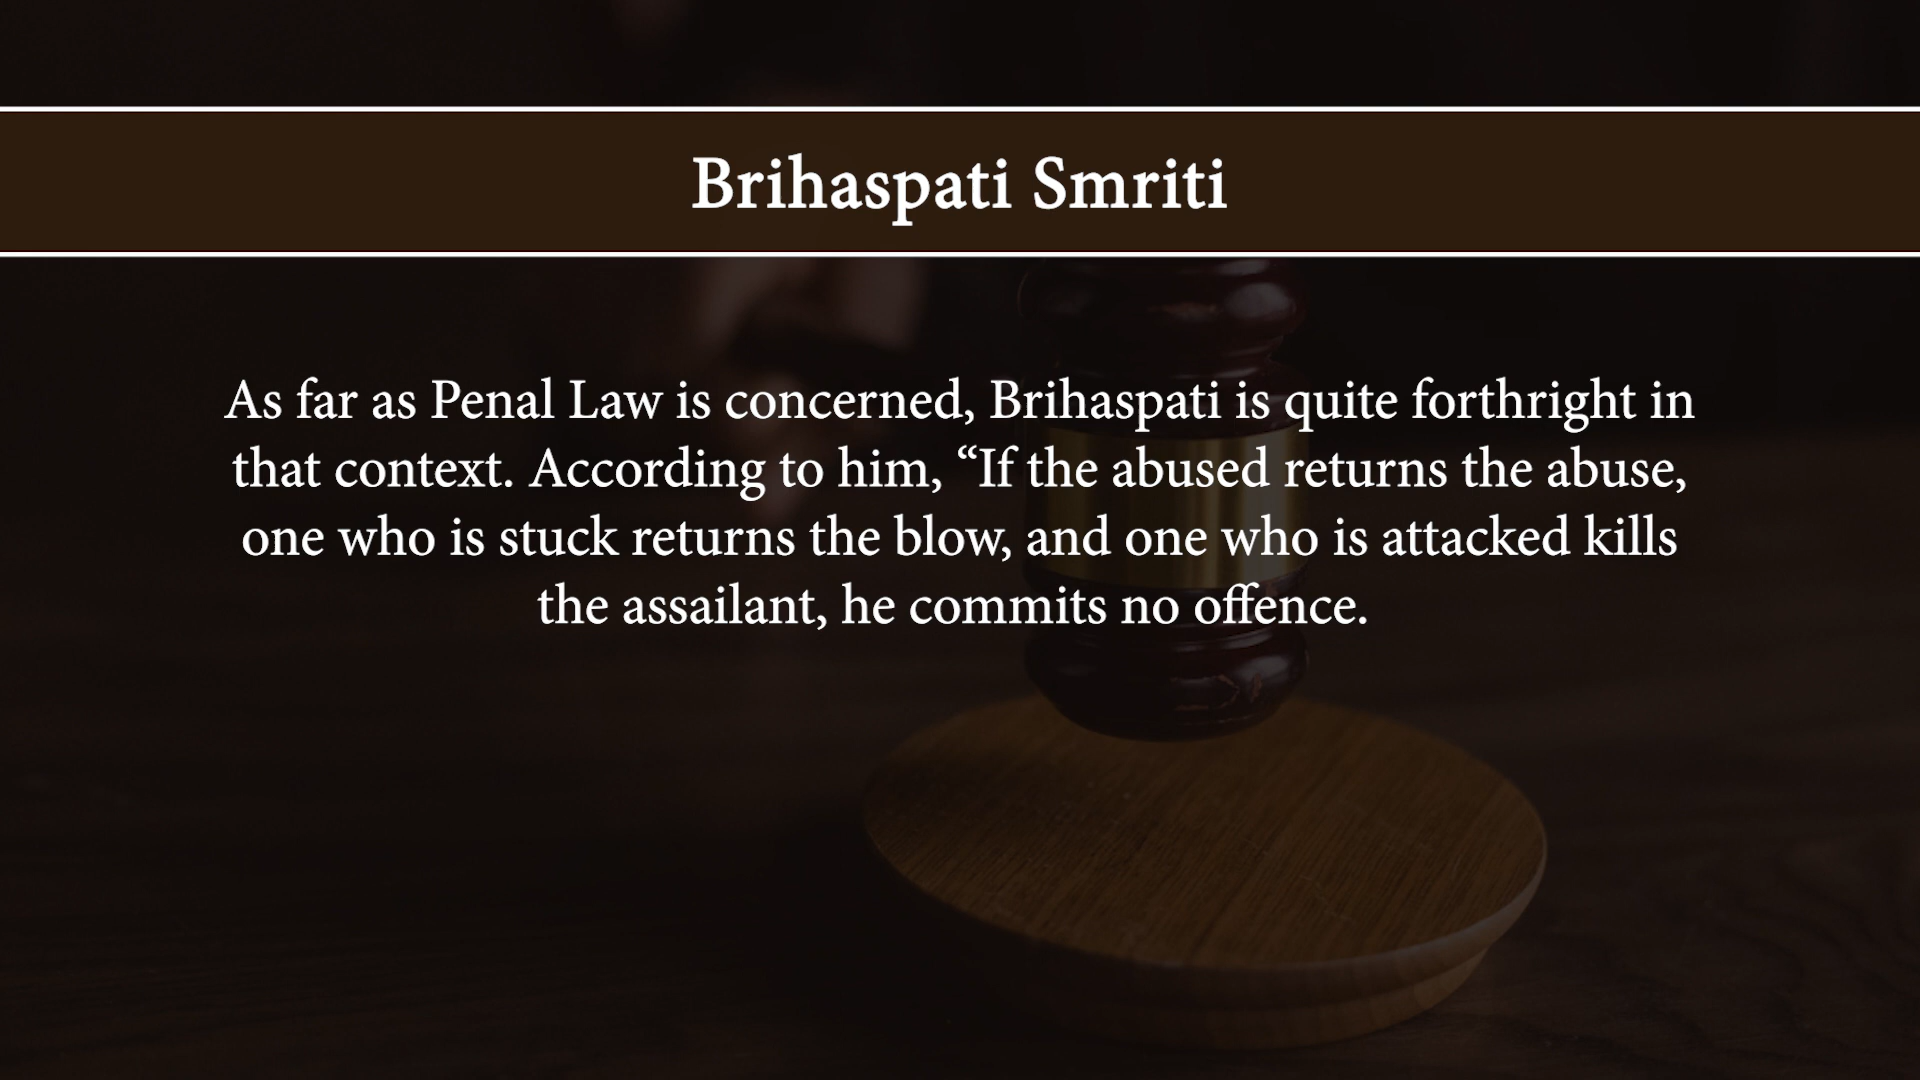 Brihaspati Smriti
As far as Penal Law is concerned, Brihaspati is quite forthright in
that context. According to him, “If the abused returns the abuse,
one who is stuck returns the blow, and one who is attacked kills
the assailant, he commits no offence.